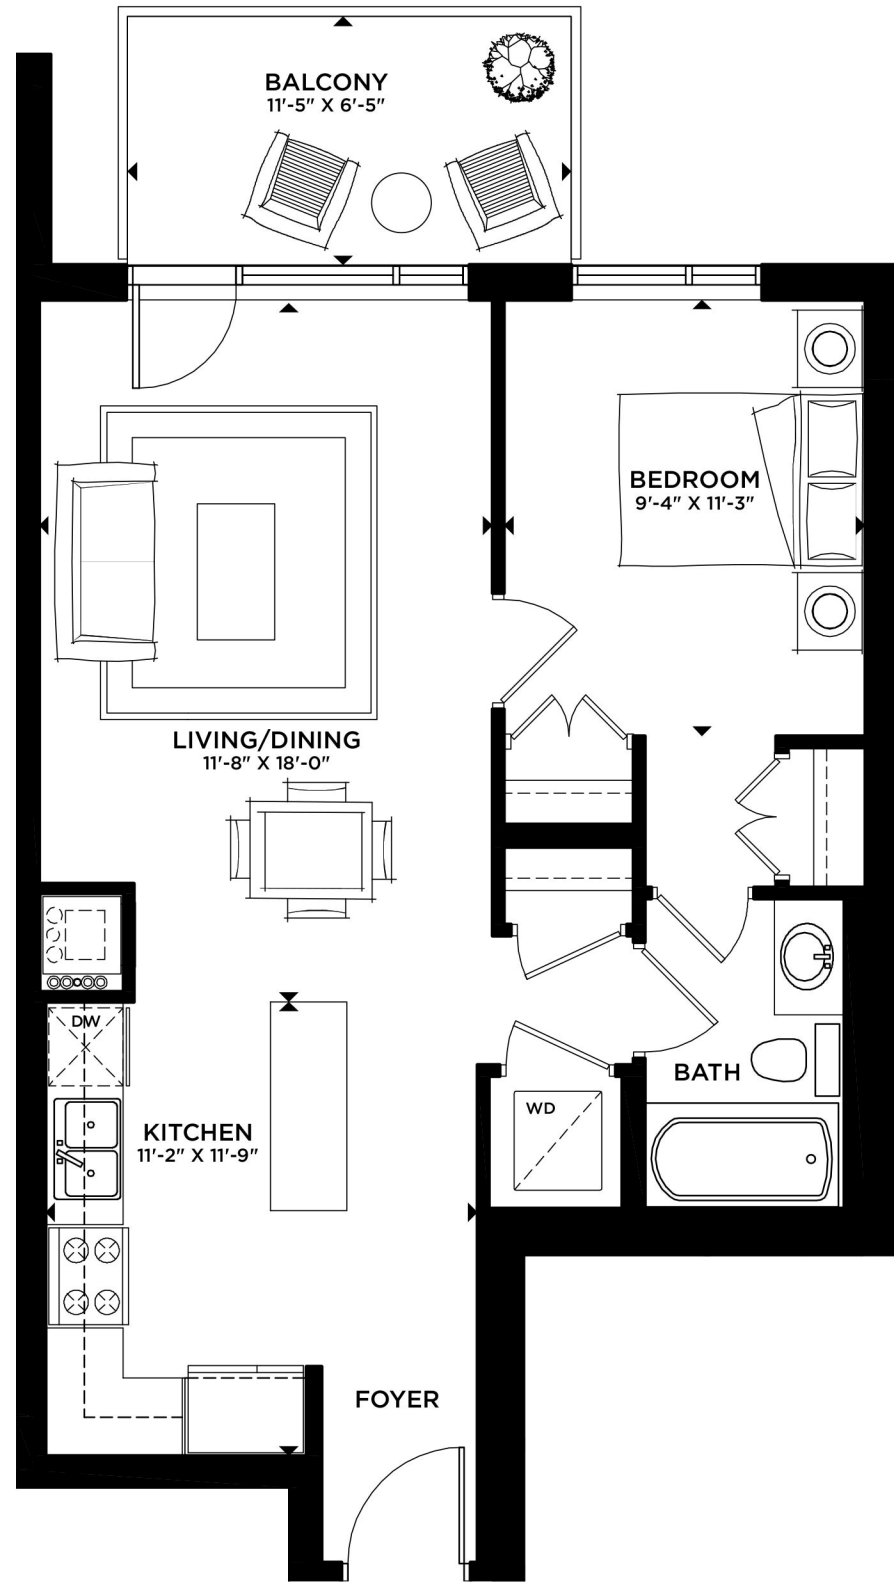 BALCONY
11'-5" X 6'-5"
BEDROOM
9'-4" X 11'-3"
LIVING/DINING
11'-8" X 18'-0"
DW
KITCHEN
11'-2" X 11'-9"
WD
BATH
FOYER